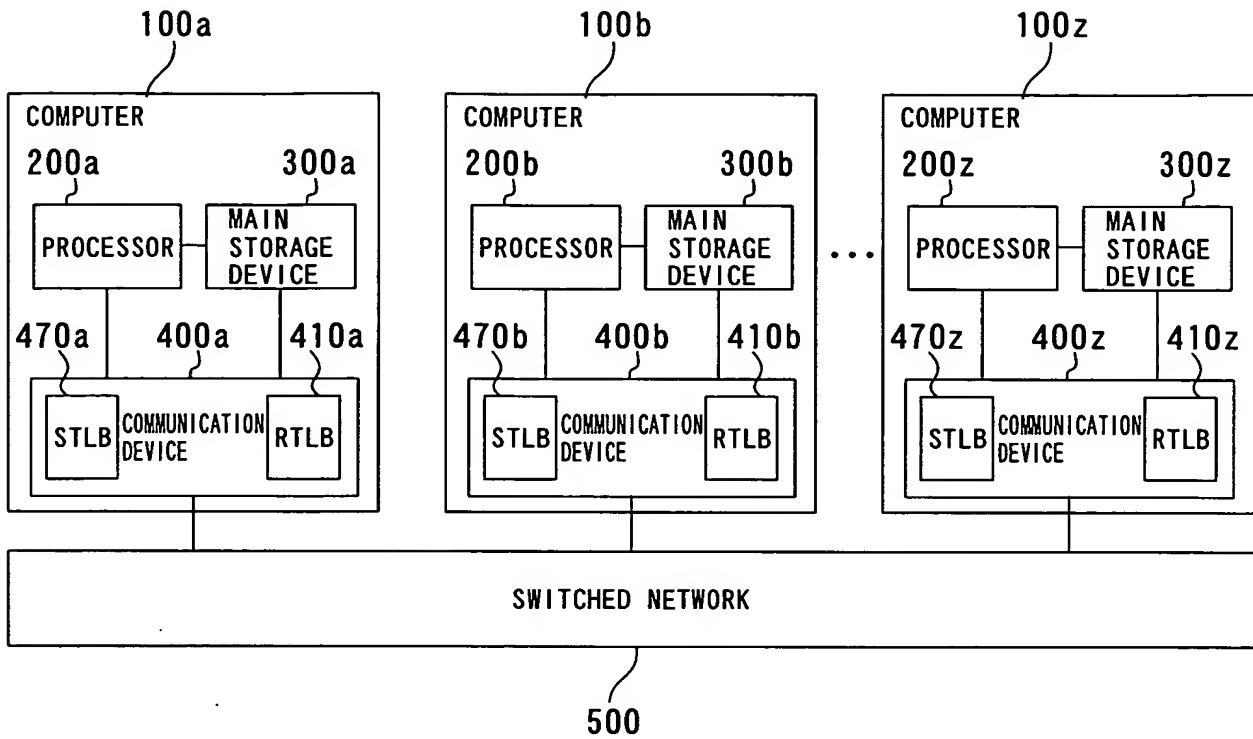 100a 100b 100z
COMPUTER COMPUTER COMPUTER
200a 300a 200b 300b 200z 300z
PROCESSOR
MAIN
STORAGE
DEVICE
PROCESSOR
MAIN
STORAGE
DEVICE
...
PROCESSOR
MAIN
STORAGE
DEVICE
470a 400a 410a 470b 400b 410b 470z 400z 410z
STLB
COMMUNICATION
DEVICE
RTLB
STLB
COMMUNICATION
DEVICE
RTLB
STLB
COMMUNICATION
DEVICE
RTLB
SWITCHED NETWORK
500